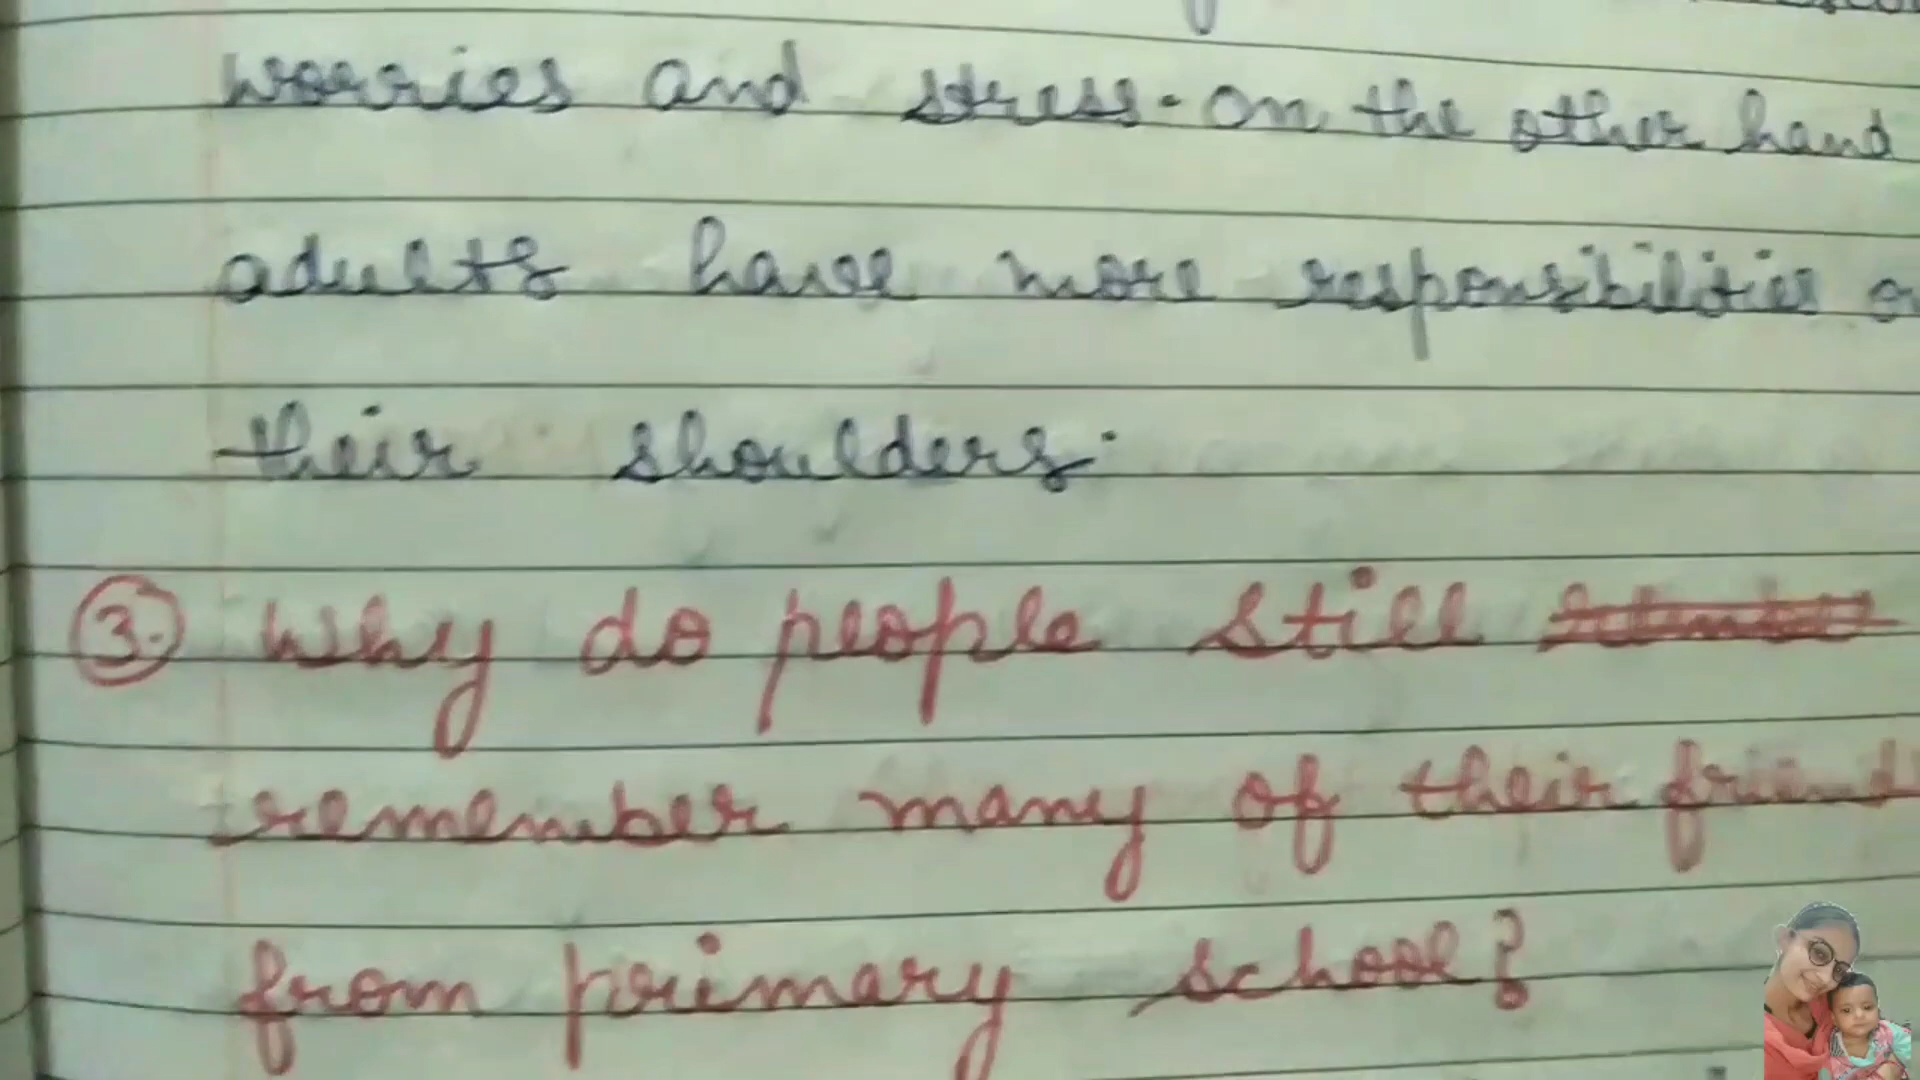 worries and stress. On the other hand
adults have more responsibilities
their shoulders.
3. Why do people still
remember many of their friend
from primary school?